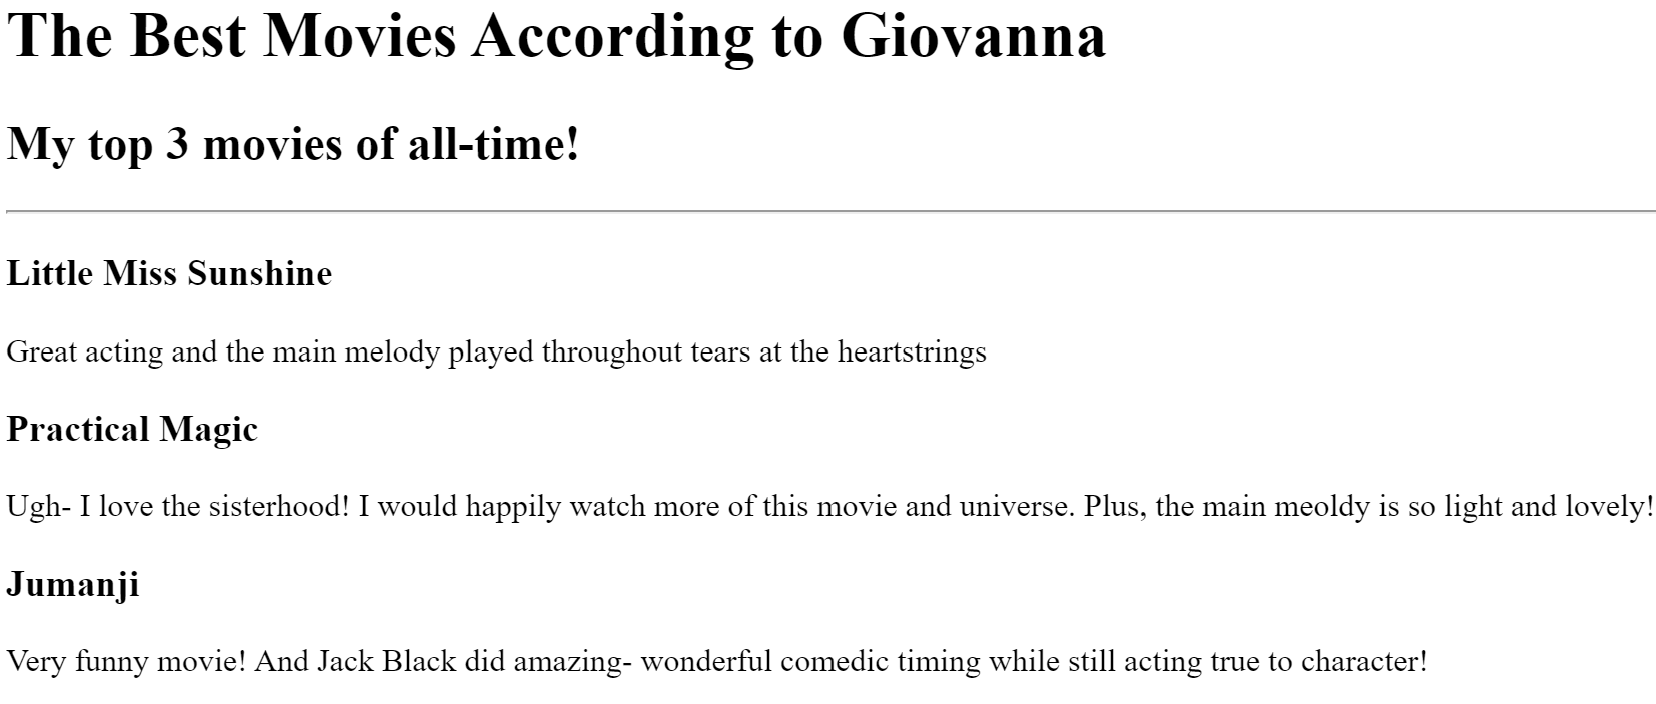 The Best Movies According to Giovanna
My top 3 movies of all-time!
Little Miss Sunshine
Great acting and the main melody played throughout tears at the heartstrings
Practical Magic
Ugh- I love the sisterhood! I would happily watch more of this movie and universe. Plus, the main meoldy is so light and lovely!
Jumanji
Very funny movie! And Jack Black did amazing- wonderful comedic timing while still acting true to character!